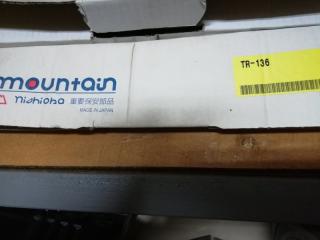 mountain
nishioka 重要保安部品
MADE IN JAPAN
TR-136